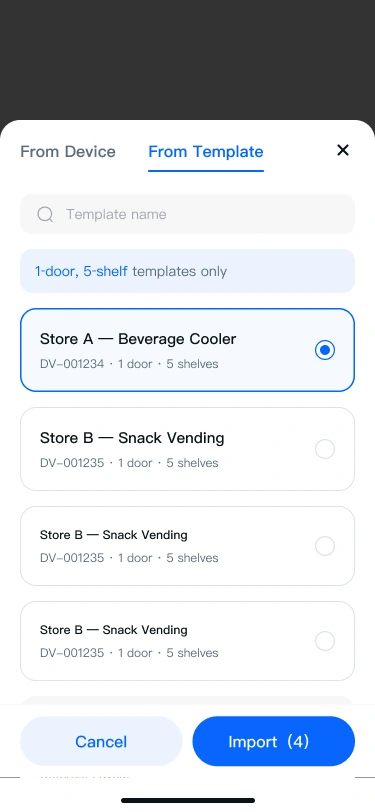 From Device
From Template
Template name
1-door, 5-shelf templates only
Store A — Beverage Cooler
DV-001234 · 1 door · 5 shelves
Store B — Snack Vending
DV-001235 · 1 door · 5 shelves
Store B — Snack Vending
DV-001235 · 1 door · 5 shelves
Store B — Snack Vending
DV-001235 · 1 door · 5 shelves
Cancel
Import (4)